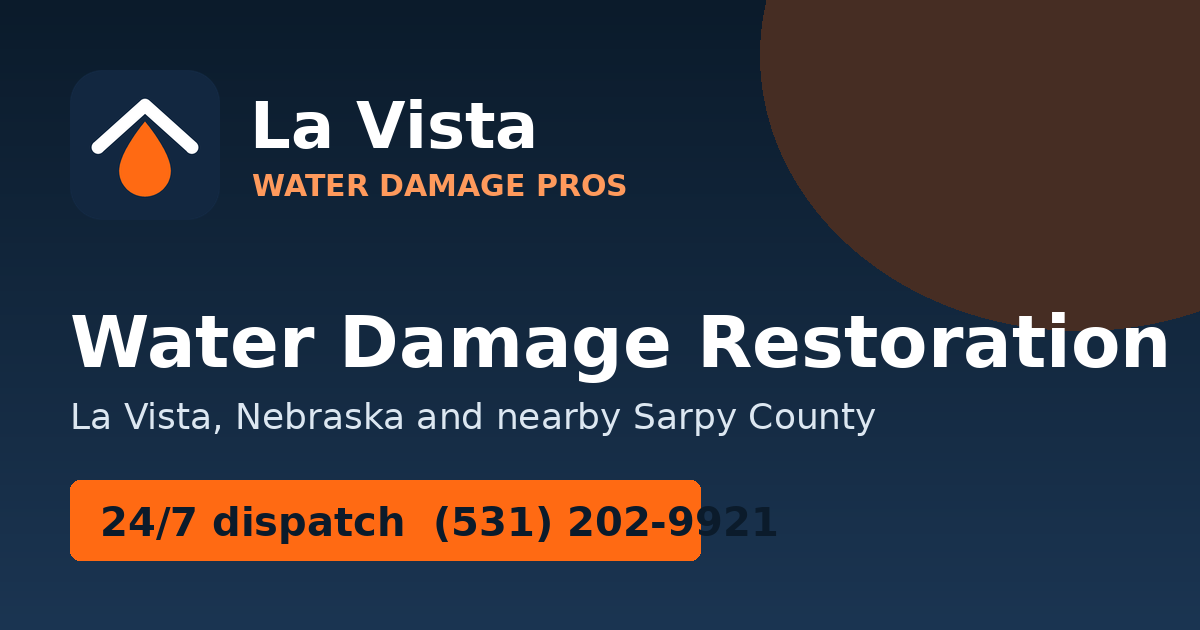 La Vista
WATER DAMAGE PROS
Water Damage Restoration
La Vista, Nebraska and nearby Sarpy County
24/7 dispatch (531) 202-9921